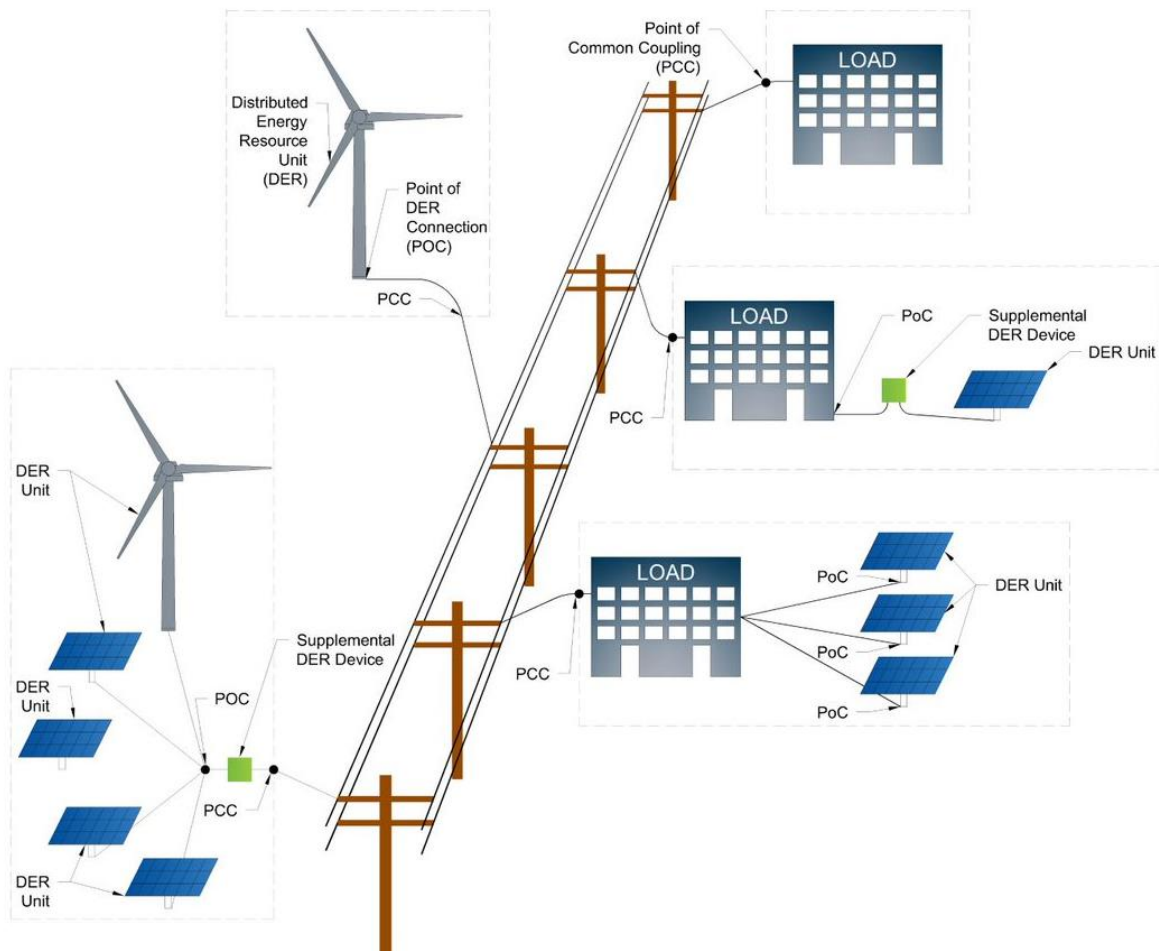 Point of
Common Coupling
(PCC)
LOAD
Distributed
Energy
Resource
Unit
(DER)
Point of
DER
Connection
(POC)
PCC
LOAD
PoC
Supplemental
DER Device
DER Unit
PCC
DER
Unit
LOAD
PoC
DER Unit
PoC
PoC
PCC
Supplemental
DER Device
DER
Unit
POC
PCC
DER
Unit